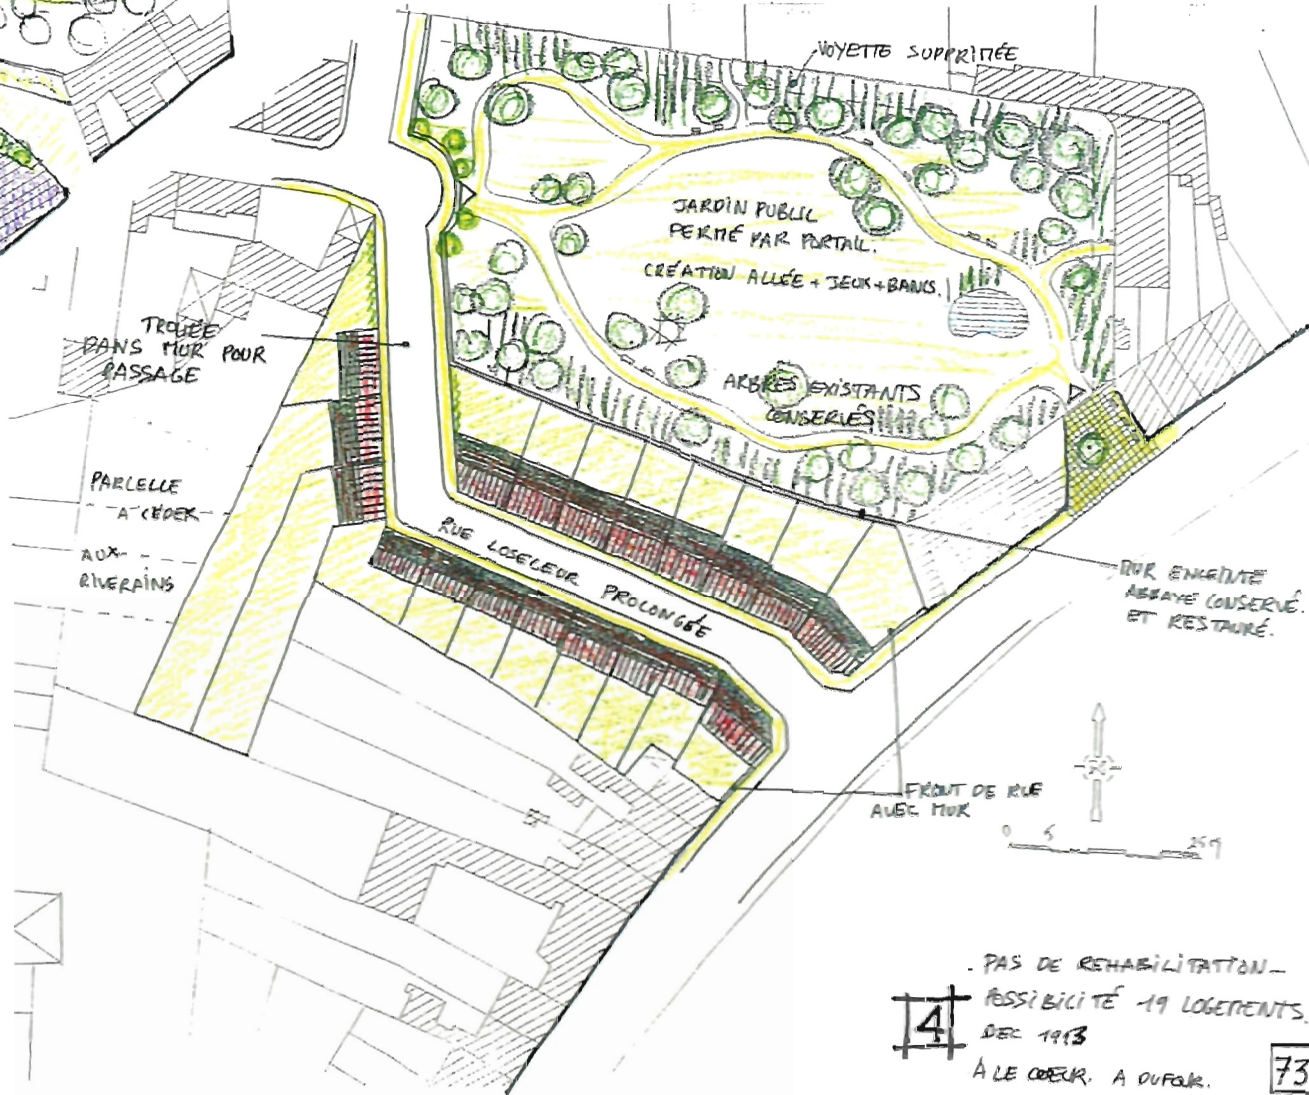 VOYETTE SUPPRIMÉE
JARDIN PUBLIC
FERMÉ PAR PORTAIL.
CRÉATION ALLÉE + JEUX + BANCS.
TROUÉE
DANS MUR POUR
PASSAGE
ARBRES EXISTANTS
CONSERVÉS
PARCELLE
A CÉDER
AUX
RIVERAINS
RUE LOSELEUR PROLONGÉE
MUR ENCEINTE
ABBAYE CONSERVÉ.
ET RESTAURÉ.
FRONT DE RUE
AVEC MUR
0 5 25 M
- PAS DE REHABILITATION -
POSSIBILITÉ 19 LOGEMENTS.
4
DEC 1993
A LE COEUR. A DUFOUR.
73